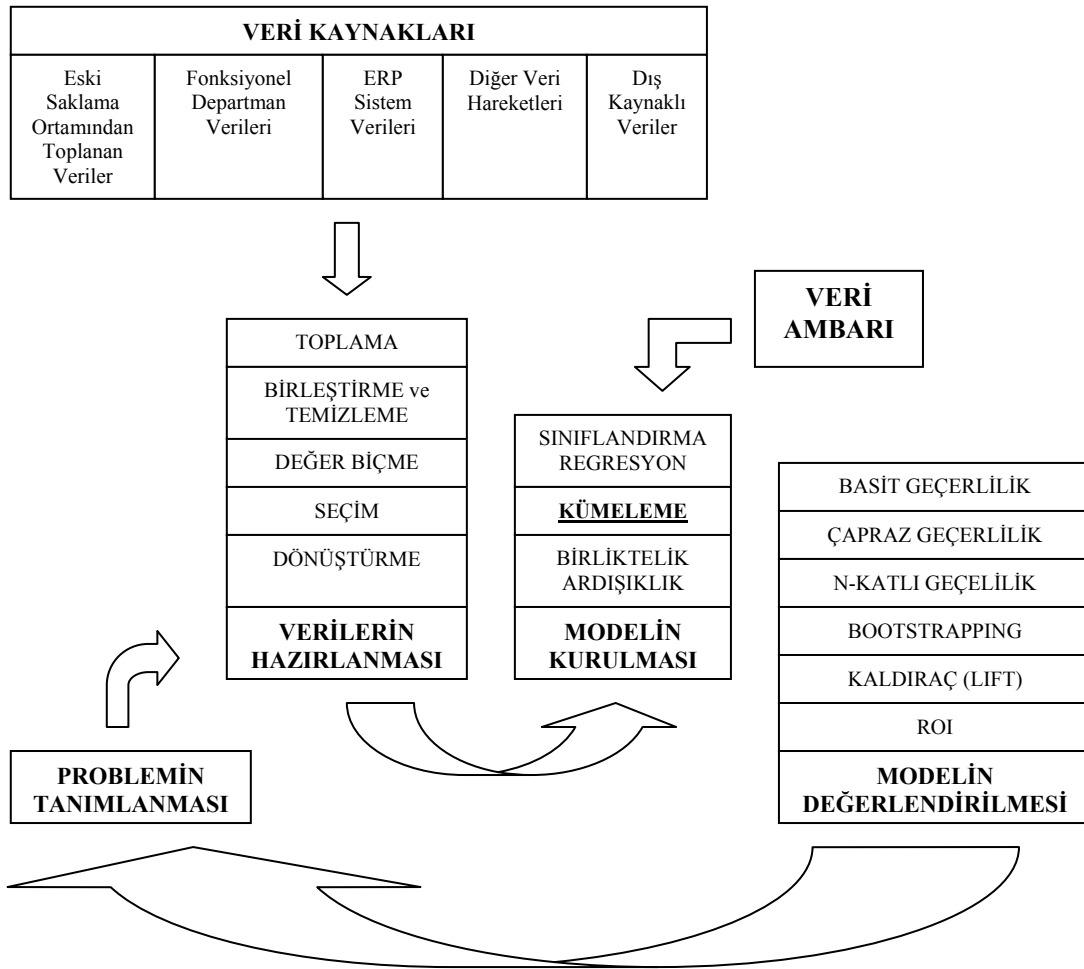 VERİ KAYNAKLARI
Eski
Saklama
Ortamından
Toplanan
Veriler
Fonksiyonel
Departman
Verileri
ERP
Sistem
Verileri
Diğer Veri
Hareketleri
Dış
Kaynaklı
Veriler
VERİ
AMBARI
TOPLAMA
BİRLEŞTİRME ve
TEMİZLEME
DEĞER BİÇME
SEÇİM
DÖNÜŞTÜRME
VERİLERİN
HAZIRLANMASI
SINIFLANDIRMA
REGRESYON
KÜMELEME
BİRLİKTELİK
ARDIŞIKLIK
MODELİN
KURULMASI
BASİT GEÇERLİLİK
ÇAPRAZ GEÇERLİLİK
N-KATLI GEÇELİLİK
BOOTSTRAPPING
KALDIRAÇ (LIFT)
ROI
MODELİN
DEĞERLENDİRİLMESİ
PROBLEMİN
TANIMLANMASI